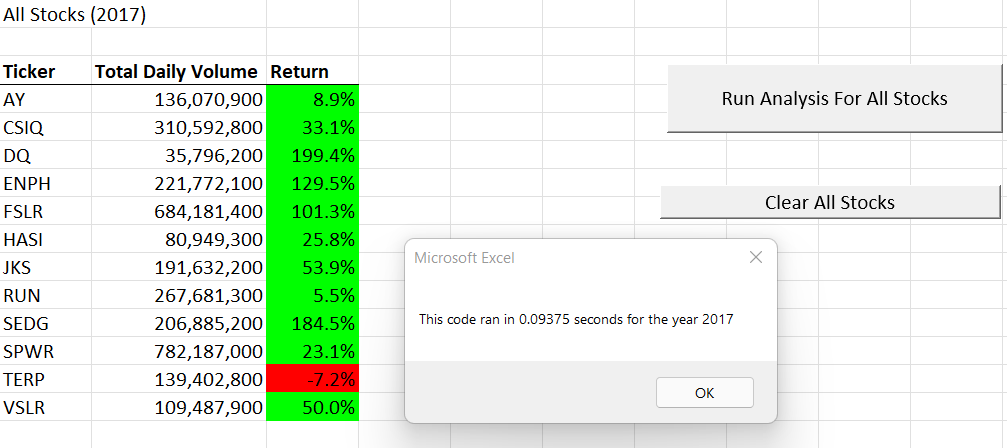 All Stocks (2017)
Ticker Total Daily Volume Return
AY 136,070,900 8.9%
CSIQ 310,592,800 33.1%
DQ 35,796,200 199.4%
ENPH 221,772,100 129.5%
FSLR 684,181,400 101.3%
HASI 80,949,300 25.8%
JKS 191,632,200 53.9%
RUN 267,681,300 5.5%
SEDG 206,885,200 184.5%
SPWR 782,187,000 23.1%
TERP 139,402,800 -7.2%
VSLR 109,487,900 50.0%
Run Analysis For All Stocks
Clear All Stocks
Microsoft Excel
This code ran in 0.09375 seconds for the year 2017
OK